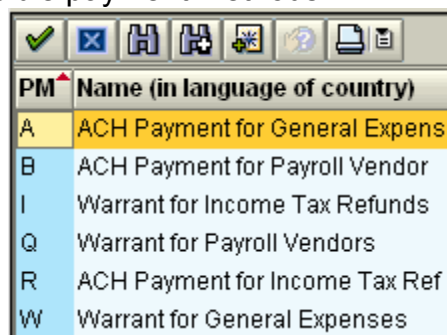 PM Name (in language of country)
A ACH Payment for General Expens
B ACH Payment for Payroll Vendor
I Warrant for Income Tax Refunds
Q Warrant for Payroll Vendors
R ACH Payment for Income Tax Ref
W Warrant for General Expenses